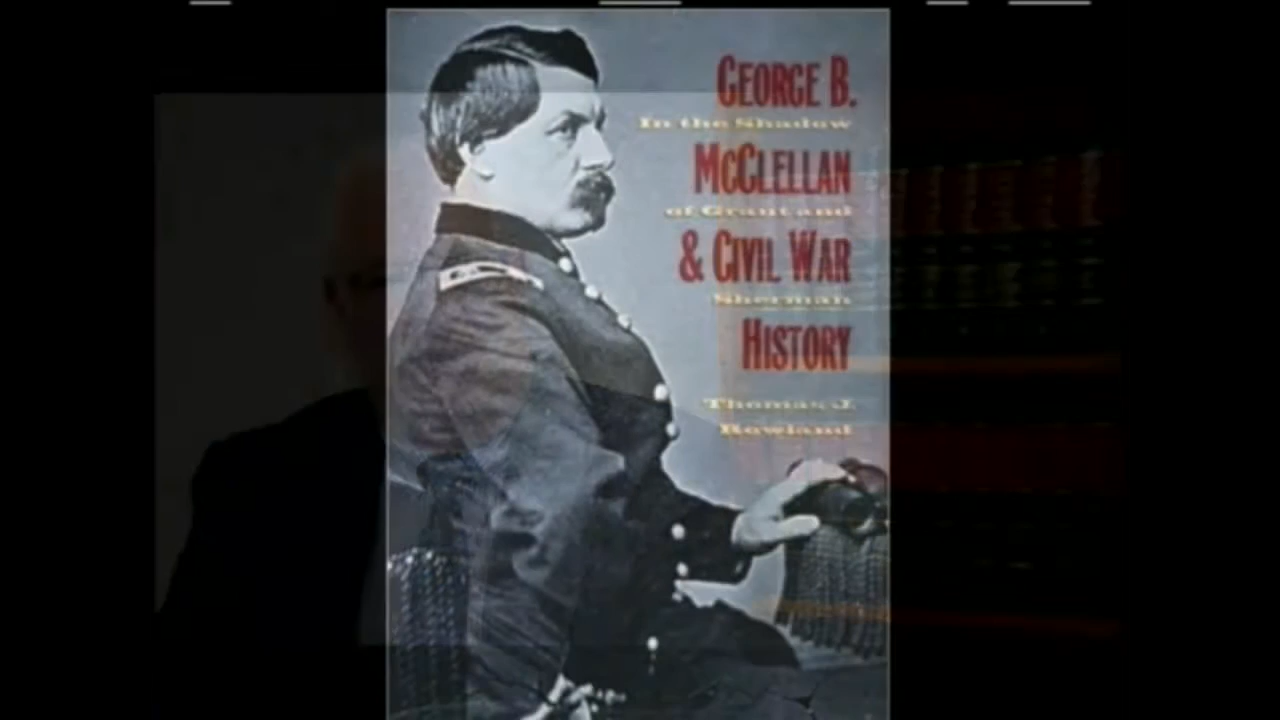 GEORGE B.
In the Shadow
MCCLELLAN
of Grant and
& CIVIL WAR
Sherman
HISTORY
Thomas J.
Rowland